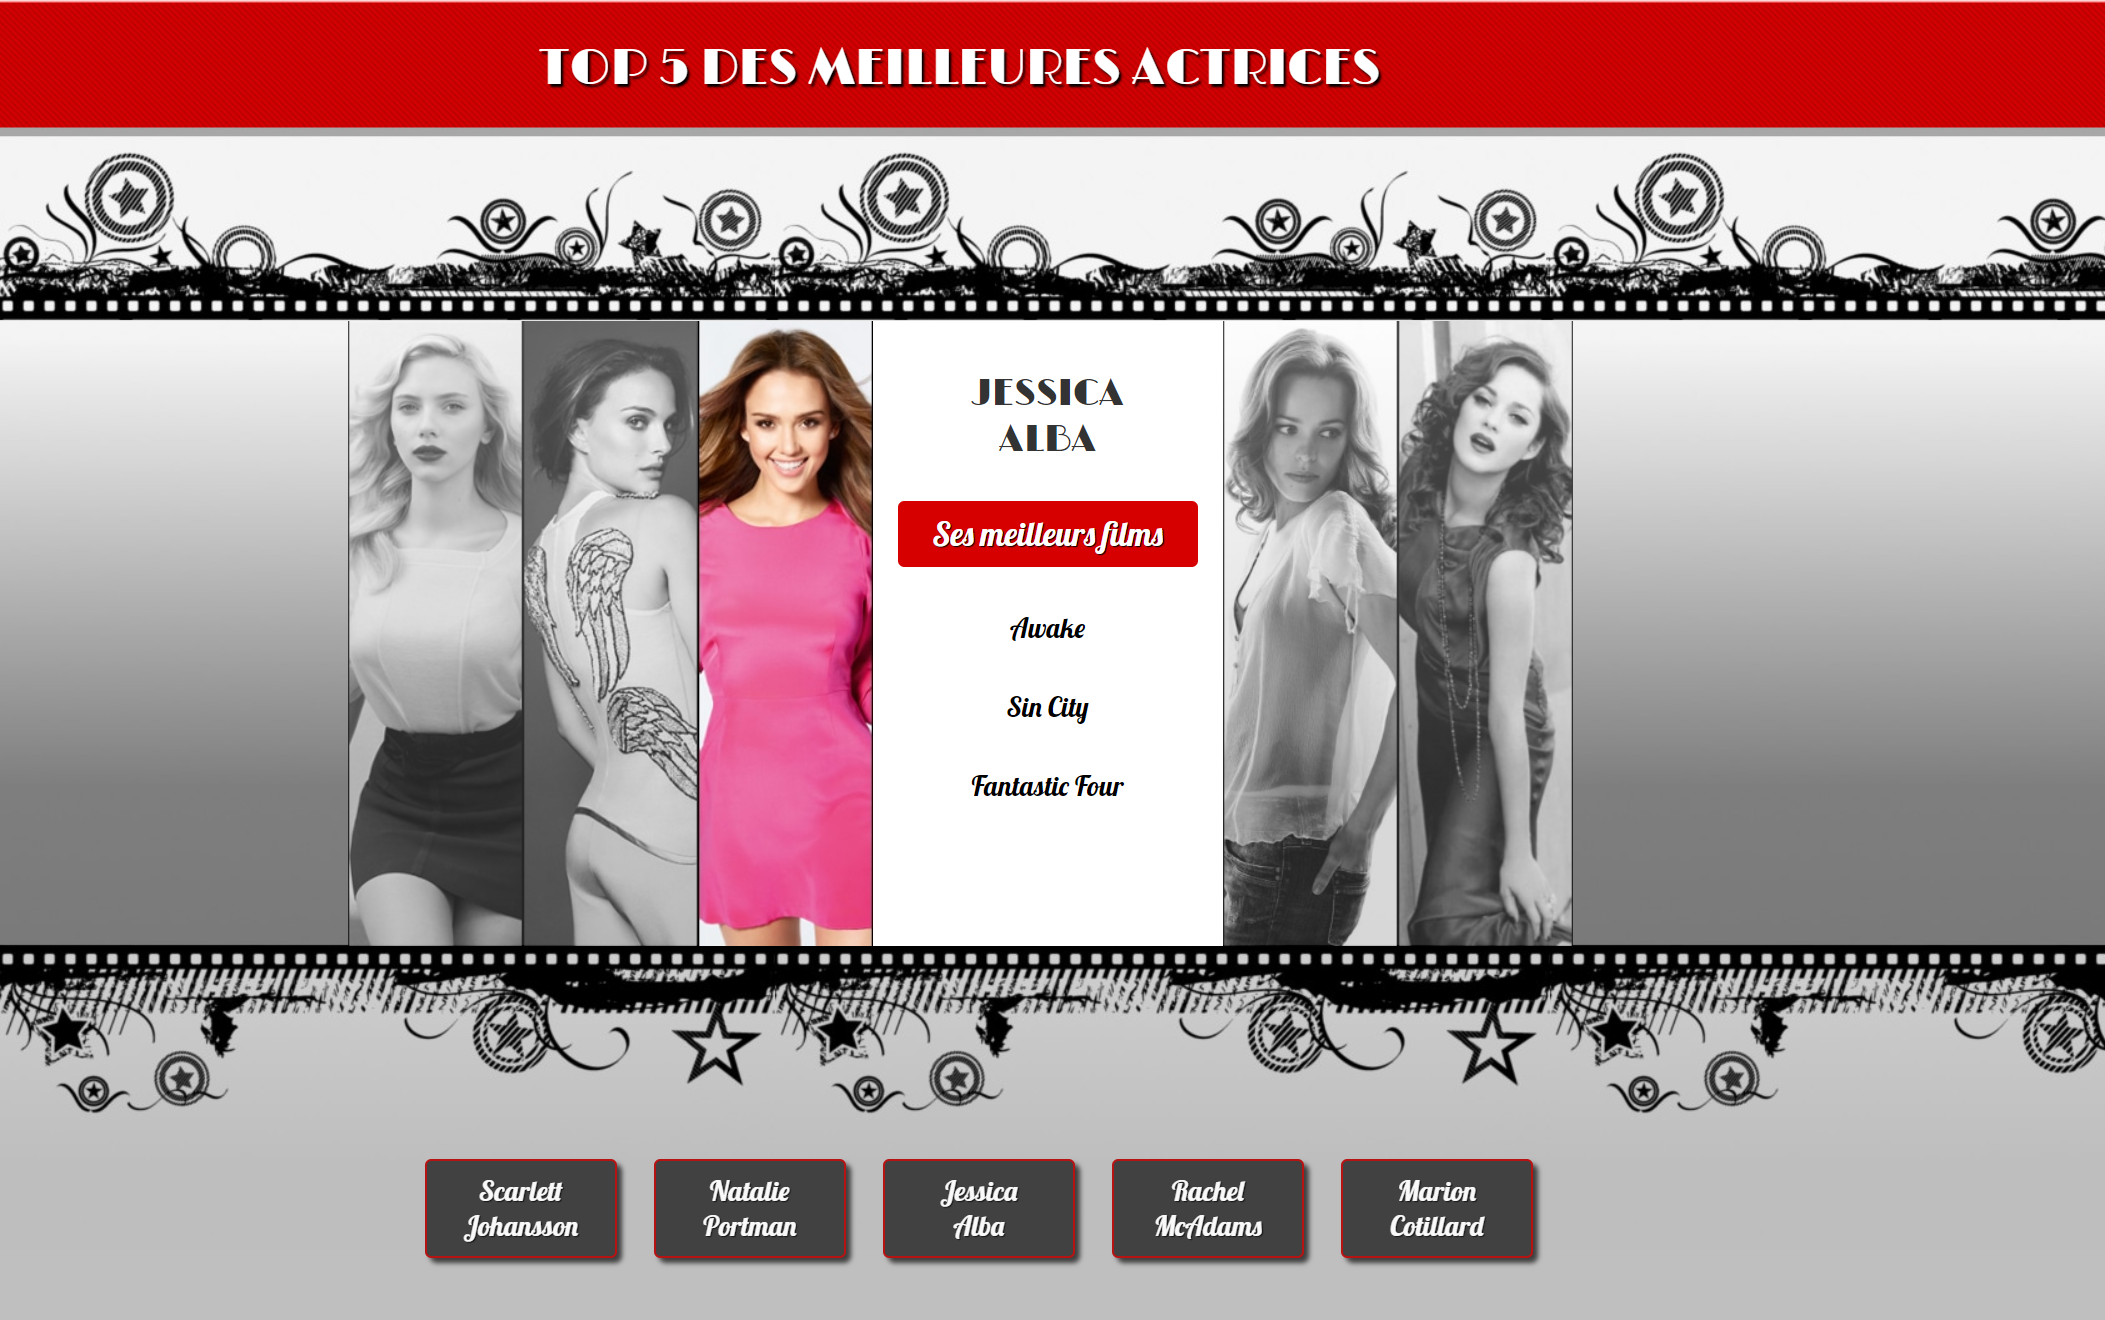 TOP 5 DES MEILLEURES ACTRICES
JESSICA
ALBA
Ses meilleurs films
Awake
Sin City
Fantastic Four
Scarlett
Johansson
Natalie
Portman
Jessica
Alba
Rachel
McAdams
Marion
Cotillard